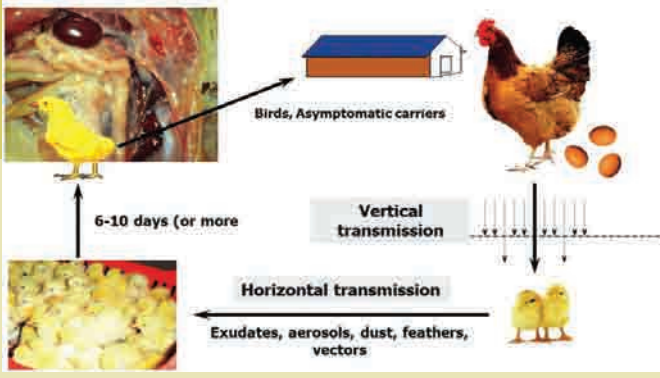 Birds, Asymptomatic carriers
Vertical
transmission
6-10 days (or more
Horizontal transmission
Exudates, aerosols, dust, feathers,
vectors